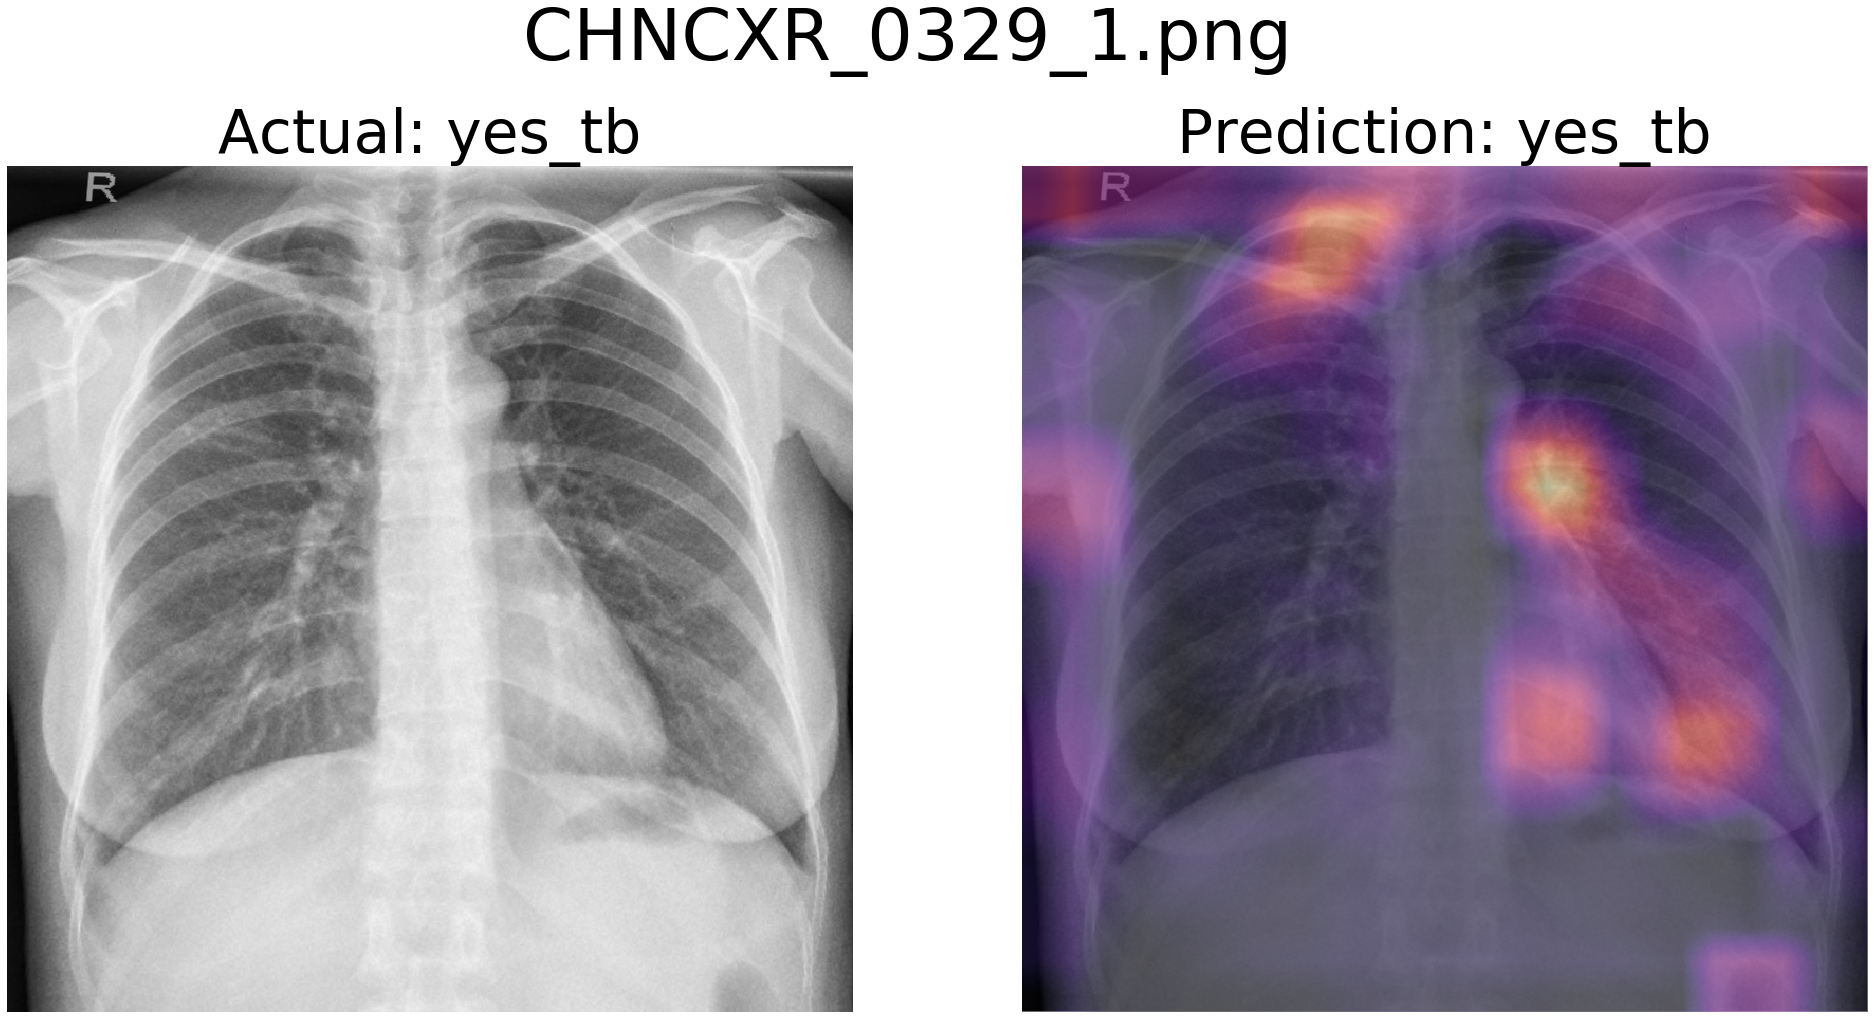 CHNCXR_0329_1.png
Actual: yes_tb
Prediction: yes_tb
R
R